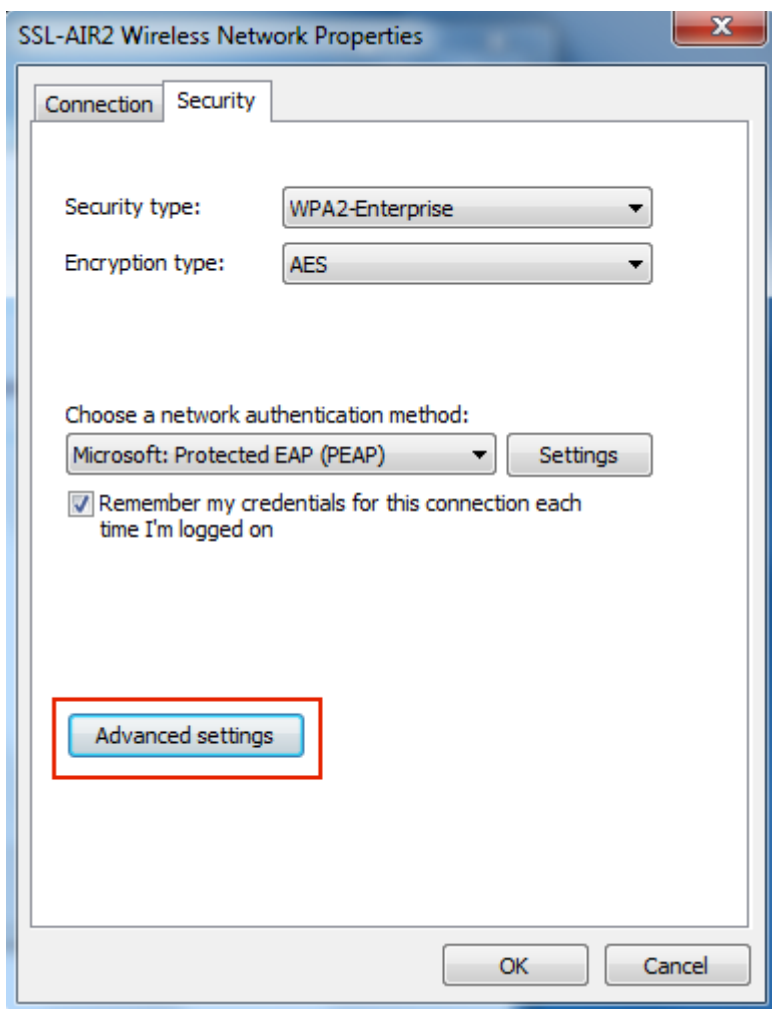 SSL-AIR2 Wireless Network Properties
Connection
Security
Security type:
WPA2-Enterprise
Encryption type:
AES
Choose a network authentication method:
Microsoft: Protected EAP (PEAP)
Settings
Remember my credentials for this connection each
time I'm logged on
Advanced settings
OK
Cancel